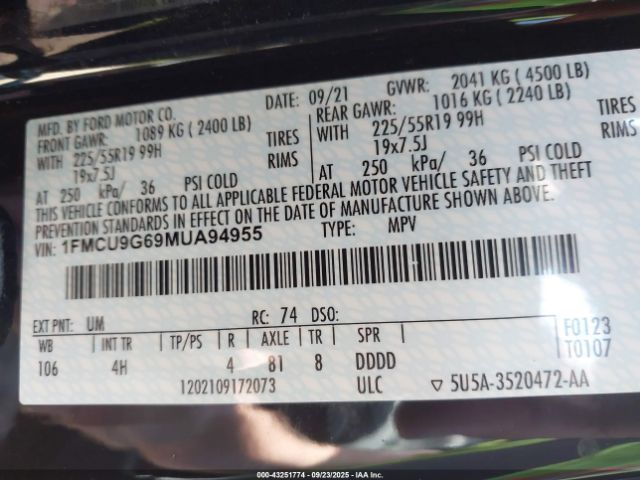 MFD. BY FORD MOTOR CO.
DATE: 09/21
GVWR: 2041 KG ( 4500 LB)
FRONT GAWR: 1089 KG ( 2400 LB)
REAR GAWR: 1016 KG ( 2240 LB)
WITH 225/55R19 99H TIRES
WITH 225/55R19 99H TIRES
19x7.5J RIMS
19x7.5J RIMS
AT 250 kPa/ 36 PSI COLD
AT 250 kPa/ 36 PSI COLD
THIS VEHICLE CONFORMS TO ALL APPLICABLE FEDERAL MOTOR VEHICLE SAFETY AND THEFT
PREVENTION STANDARDS IN EFFECT ON THE DATE OF MANUFACTURE SHOWN ABOVE.
VIN: 1FMCU9G69MUA94955 TYPE: MPV
EXT PNT: UM RC: 74 DSO:
WB INT TR TP/PS R AXLE TR SPR
106 4H 4 81 8 DDDD
F0123
T0107
1202109172073 ULC ▽ 5U5A-3520472-AA
000-43251774 - 09/23/2025 - IAA Inc.